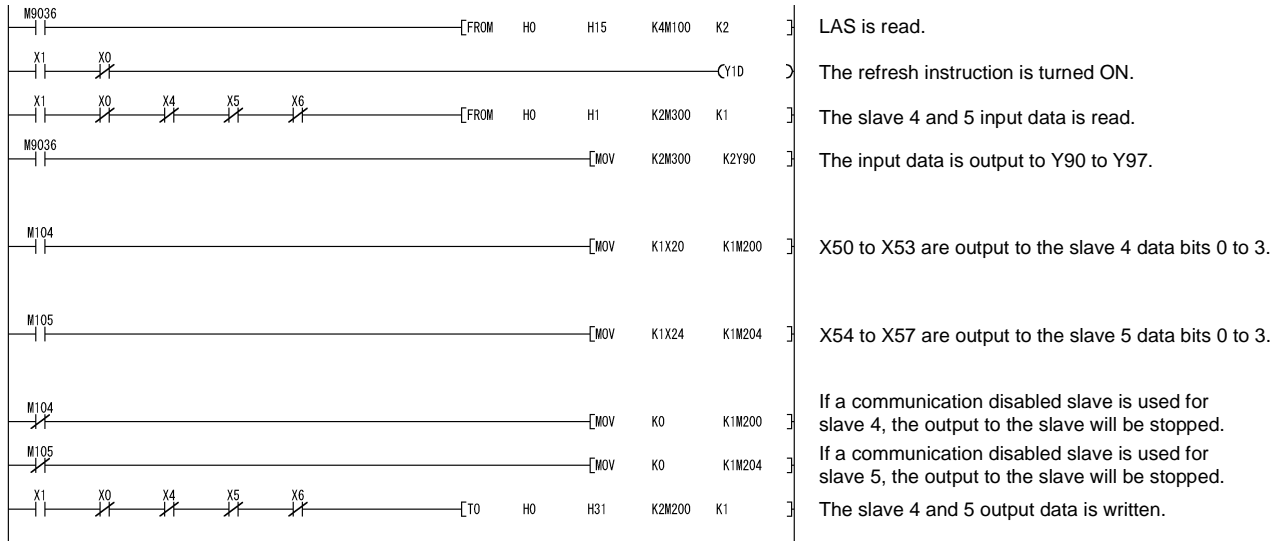 M9036
[FROM H0 H15 K4M100 K2 ] LAS is read.
X1 X0
(Y1D ) The refresh instruction is turned ON.
X1 X0 X4 X5 X6
[FROM H0 H1 K2M300 K1 ] The slave 4 and 5 input data is read.
M9036
[MOV K2M300 K2Y90 ] The input data is output to Y90 to Y97.
M104
[MOV K1X20 K1M200 ] X50 to X53 are output to the slave 4 data bits 0 to 3.
M105
[MOV K1X24 K1M204 ] X54 to X57 are output to the slave 5 data bits 0 to 3.
M104
[MOV K0 K1M200 ] If a communication disabled slave is used for
slave 4, the output to the slave will be stopped.
M105
[MOV K0 K1M204 ] If a communication disabled slave is used for
slave 5, the output to the slave will be stopped.
X1 X0 X4 X5 X6
[TO H0 H31 K2M200 K1 ] The slave 4 and 5 output data is written.